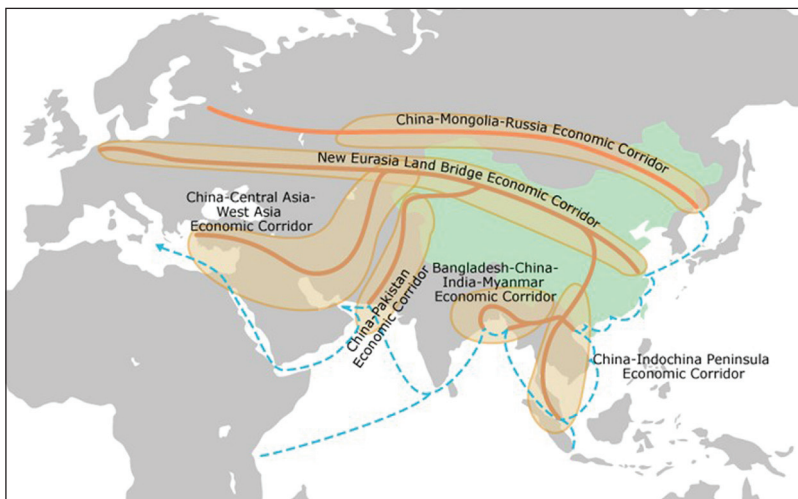 China-Mongolia-Russia Economic Corridor
New Eurasia Land Bridge Economic Corridor
China-Central Asia-
West Asia
Economic Corridor
China-Pakistan
Economic Corridor
Bangladesh-China-
India-Myanmar
Economic Corridor
China-Indochina Peninsula
Economic Corridor